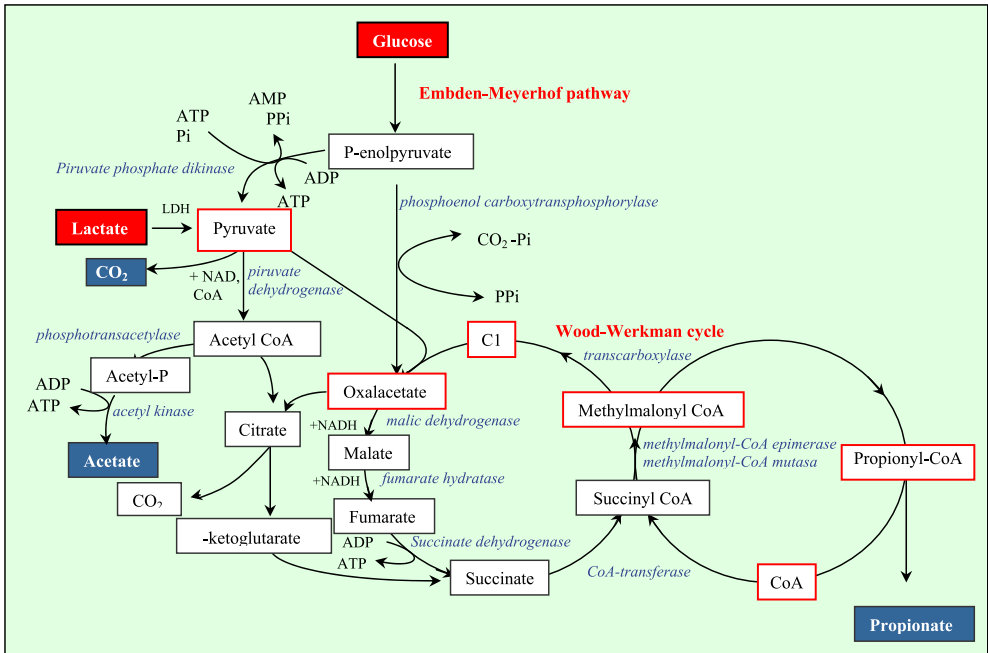 Glucose
Embden-Meyerhof pathway
AMP
PPi
ATP
Pi
P-enolpyruvate
Piruvate phosphate dikinase
ADP
ATP
phosphoenol carboxytransphosphorylase
Lactate
LDH
Pyruvate
CO₂-Pi
CO₂
+ NAD,
CoA
piruvate
dehydrogenase
PPi
phosphotransacetylase
Acetyl CoA
C1
Wood-Werkman cycle
transcarboxylase
Acetyl-P
ADP
ATP
acetyl kinase
Oxalacetate
Methylmalonyl CoA
Citrate
+NADH
malic dehydrogenase
methylmalonyl-CoA epimerase
methylmalonyl-CoA mutasa
Propionyl-CoA
Acetate
Malate
+NADH
fumarate hydratase
CO₂
Succinyl CoA
Fumarate
-ketoglutarate
ADP
ATP
Succinate dehydrogenase
Succinate
CoA-transferase
CoA
Propionate